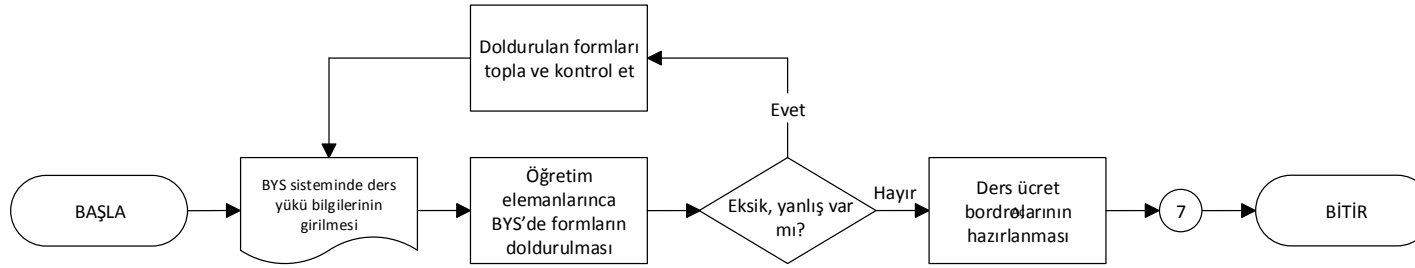 Doldurulan formları
topla ve kontrol et
Evet
BAŞLA
BYS sisteminde ders
yükü bilgilerinin
girilmesi
Öğretim
elemanlarınca
BYS’de formların
doldurulması
Eksik, yanlış var
mı?
Hayır
Ders ücret
bordrolarının
hazırlanması
7
BİTİR